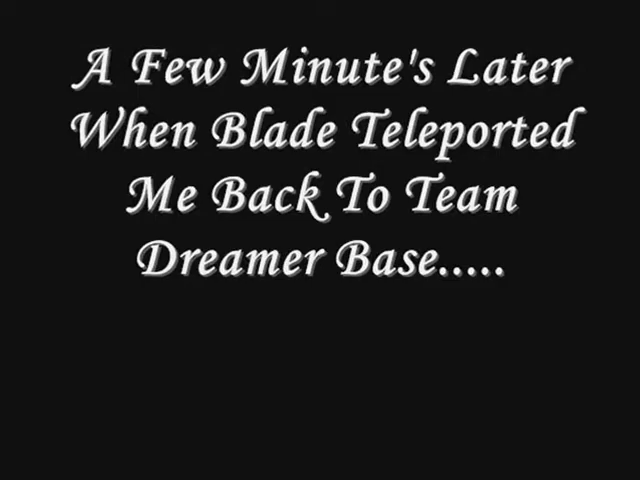 A Few Minute's Later
When Blade Teleported
Me Back To Team
Dreamer Base.....